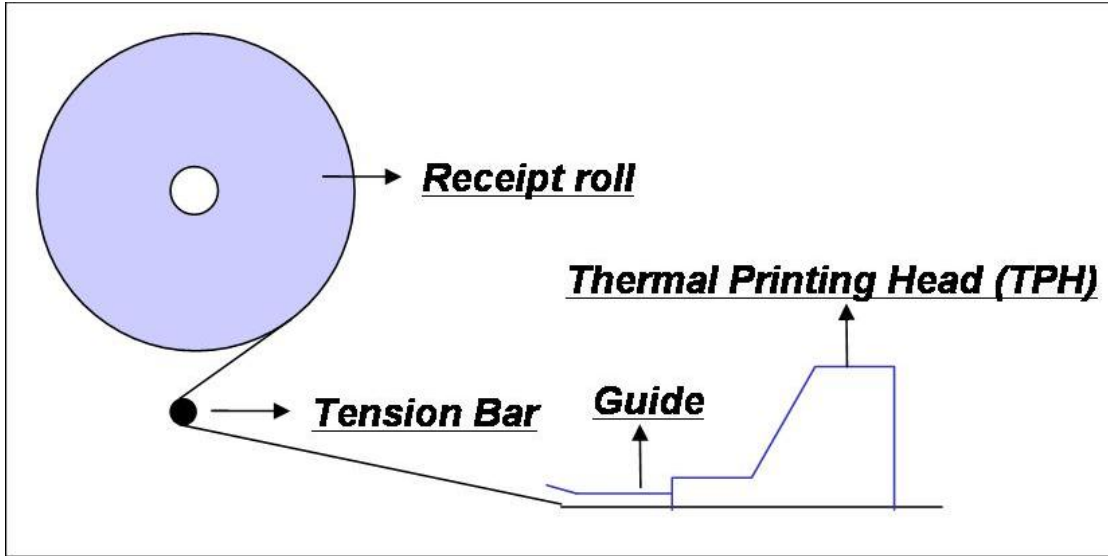 Receipt roll
Thermal Printing Head (TPH)
Tension Bar
Guide